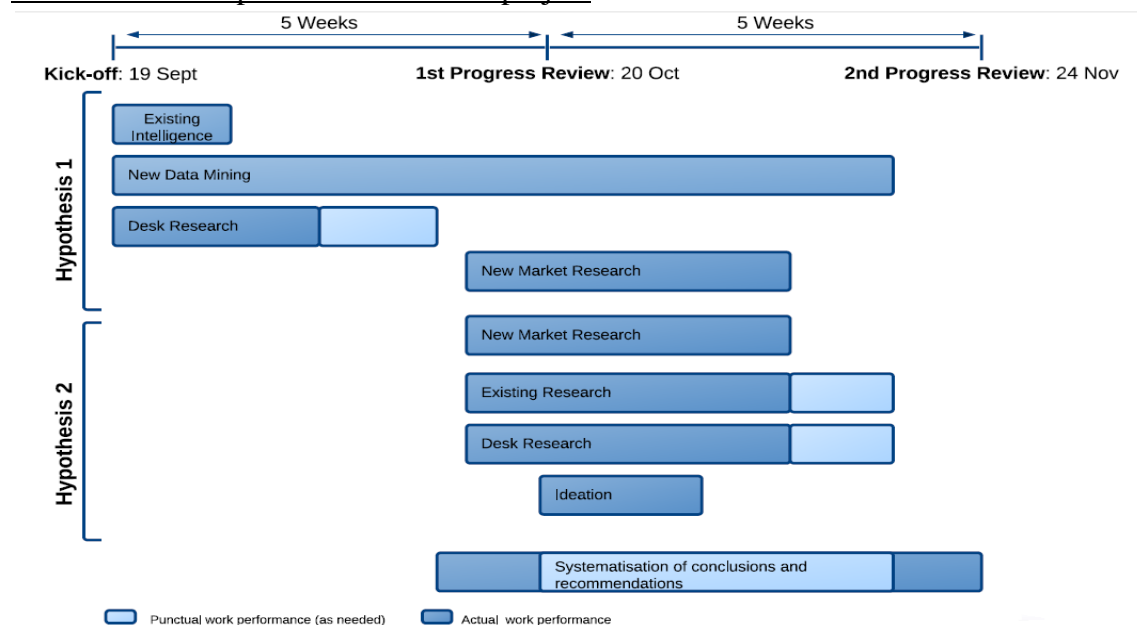 5 Weeks 5 Weeks
Kick-off: 19 Sept 1st Progress Review: 20 Oct 2nd Progress Review: 24 Nov
Hypothesis 1
Existing
Intelligence
New Data Mining
Desk Research
New Market Research
Hypothesis 2
New Market Research
Existing Research
Desk Research
Ideation
Systematisation of conclusions and
recommendations
Punctual work performance (as needed) Actual work performance